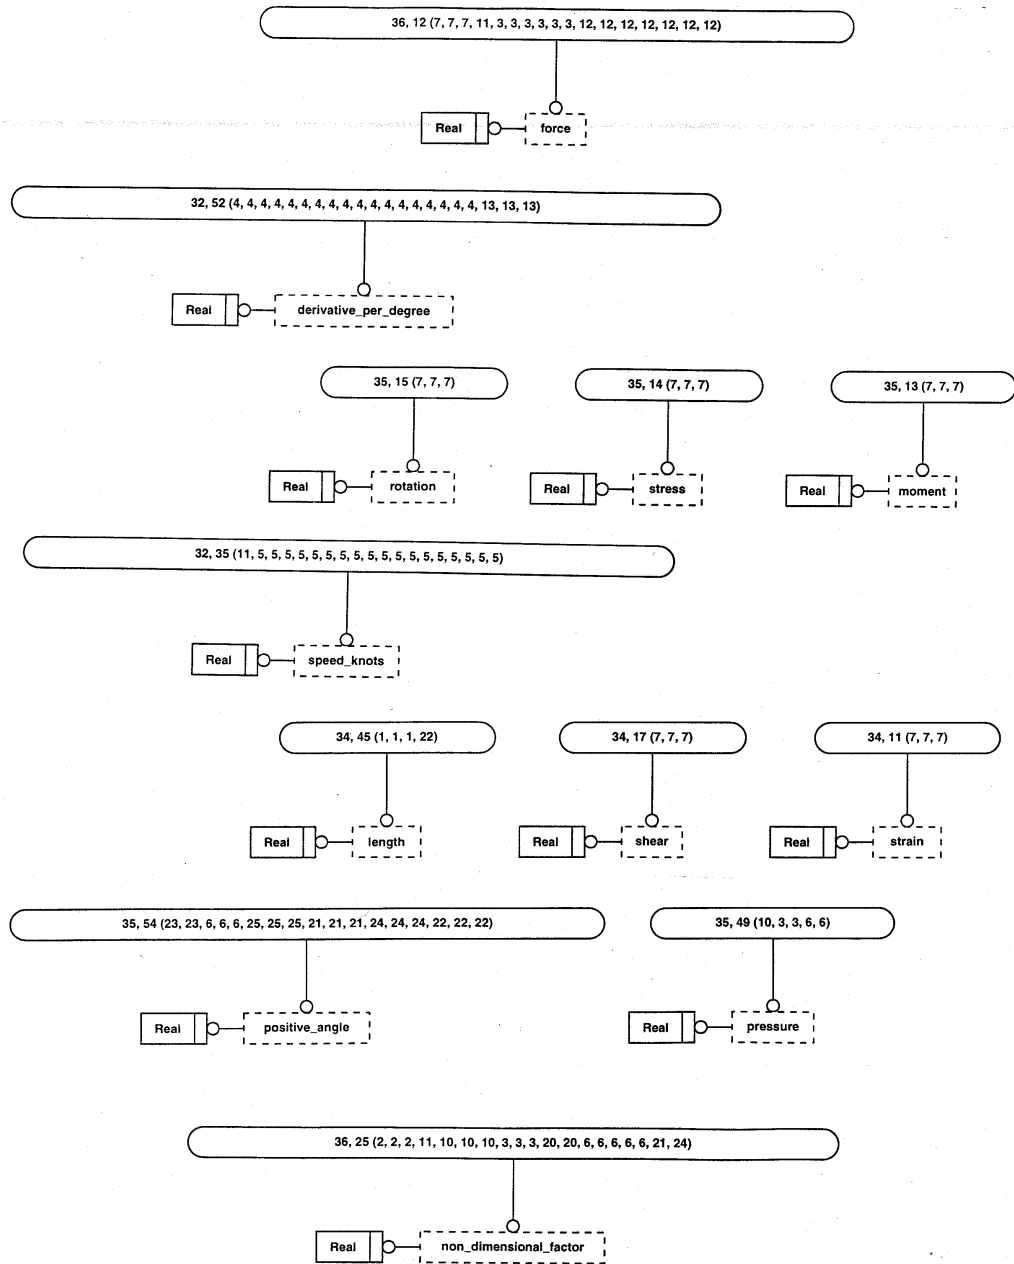 36, 12 (7, 7, 7, 11, 3, 3, 3, 3, 3, 3, 12, 12, 12, 12, 12, 12, 12)
Real force
32, 52 (4, 4, 4, 4, 4, 4, 4, 4, 4, 4, 4, 4, 4, 4, 4, 4, 4, 4, 13, 13, 13)
Real derivative_per_degree
35, 15 (7, 7, 7) 35, 14 (7, 7, 7) 35, 13 (7, 7, 7)
Real rotation Real stress Real moment
32, 35 (11, 5, 5, 5, 5, 5, 5, 5, 5, 5, 5, 5, 5, 5, 5, 5, 5, 5, 5)
Real speed_knots
34, 45 (1, 1, 1, 22) 34, 17 (7, 7, 7) 34, 11 (7, 7, 7)
Real length Real shear Real strain
35, 54 (23, 23, 6, 6, 6, 25, 25, 25, 21, 21, 21, 24, 24, 24, 22, 22, 22) 35, 49 (10, 3, 3, 6, 6)
Real positive_angle Real pressure
36, 25 (2, 2, 2, 11, 10, 10, 10, 3, 3, 3, 20, 20, 6, 6, 6, 6, 6, 21, 24)
Real non_dimensional_factor